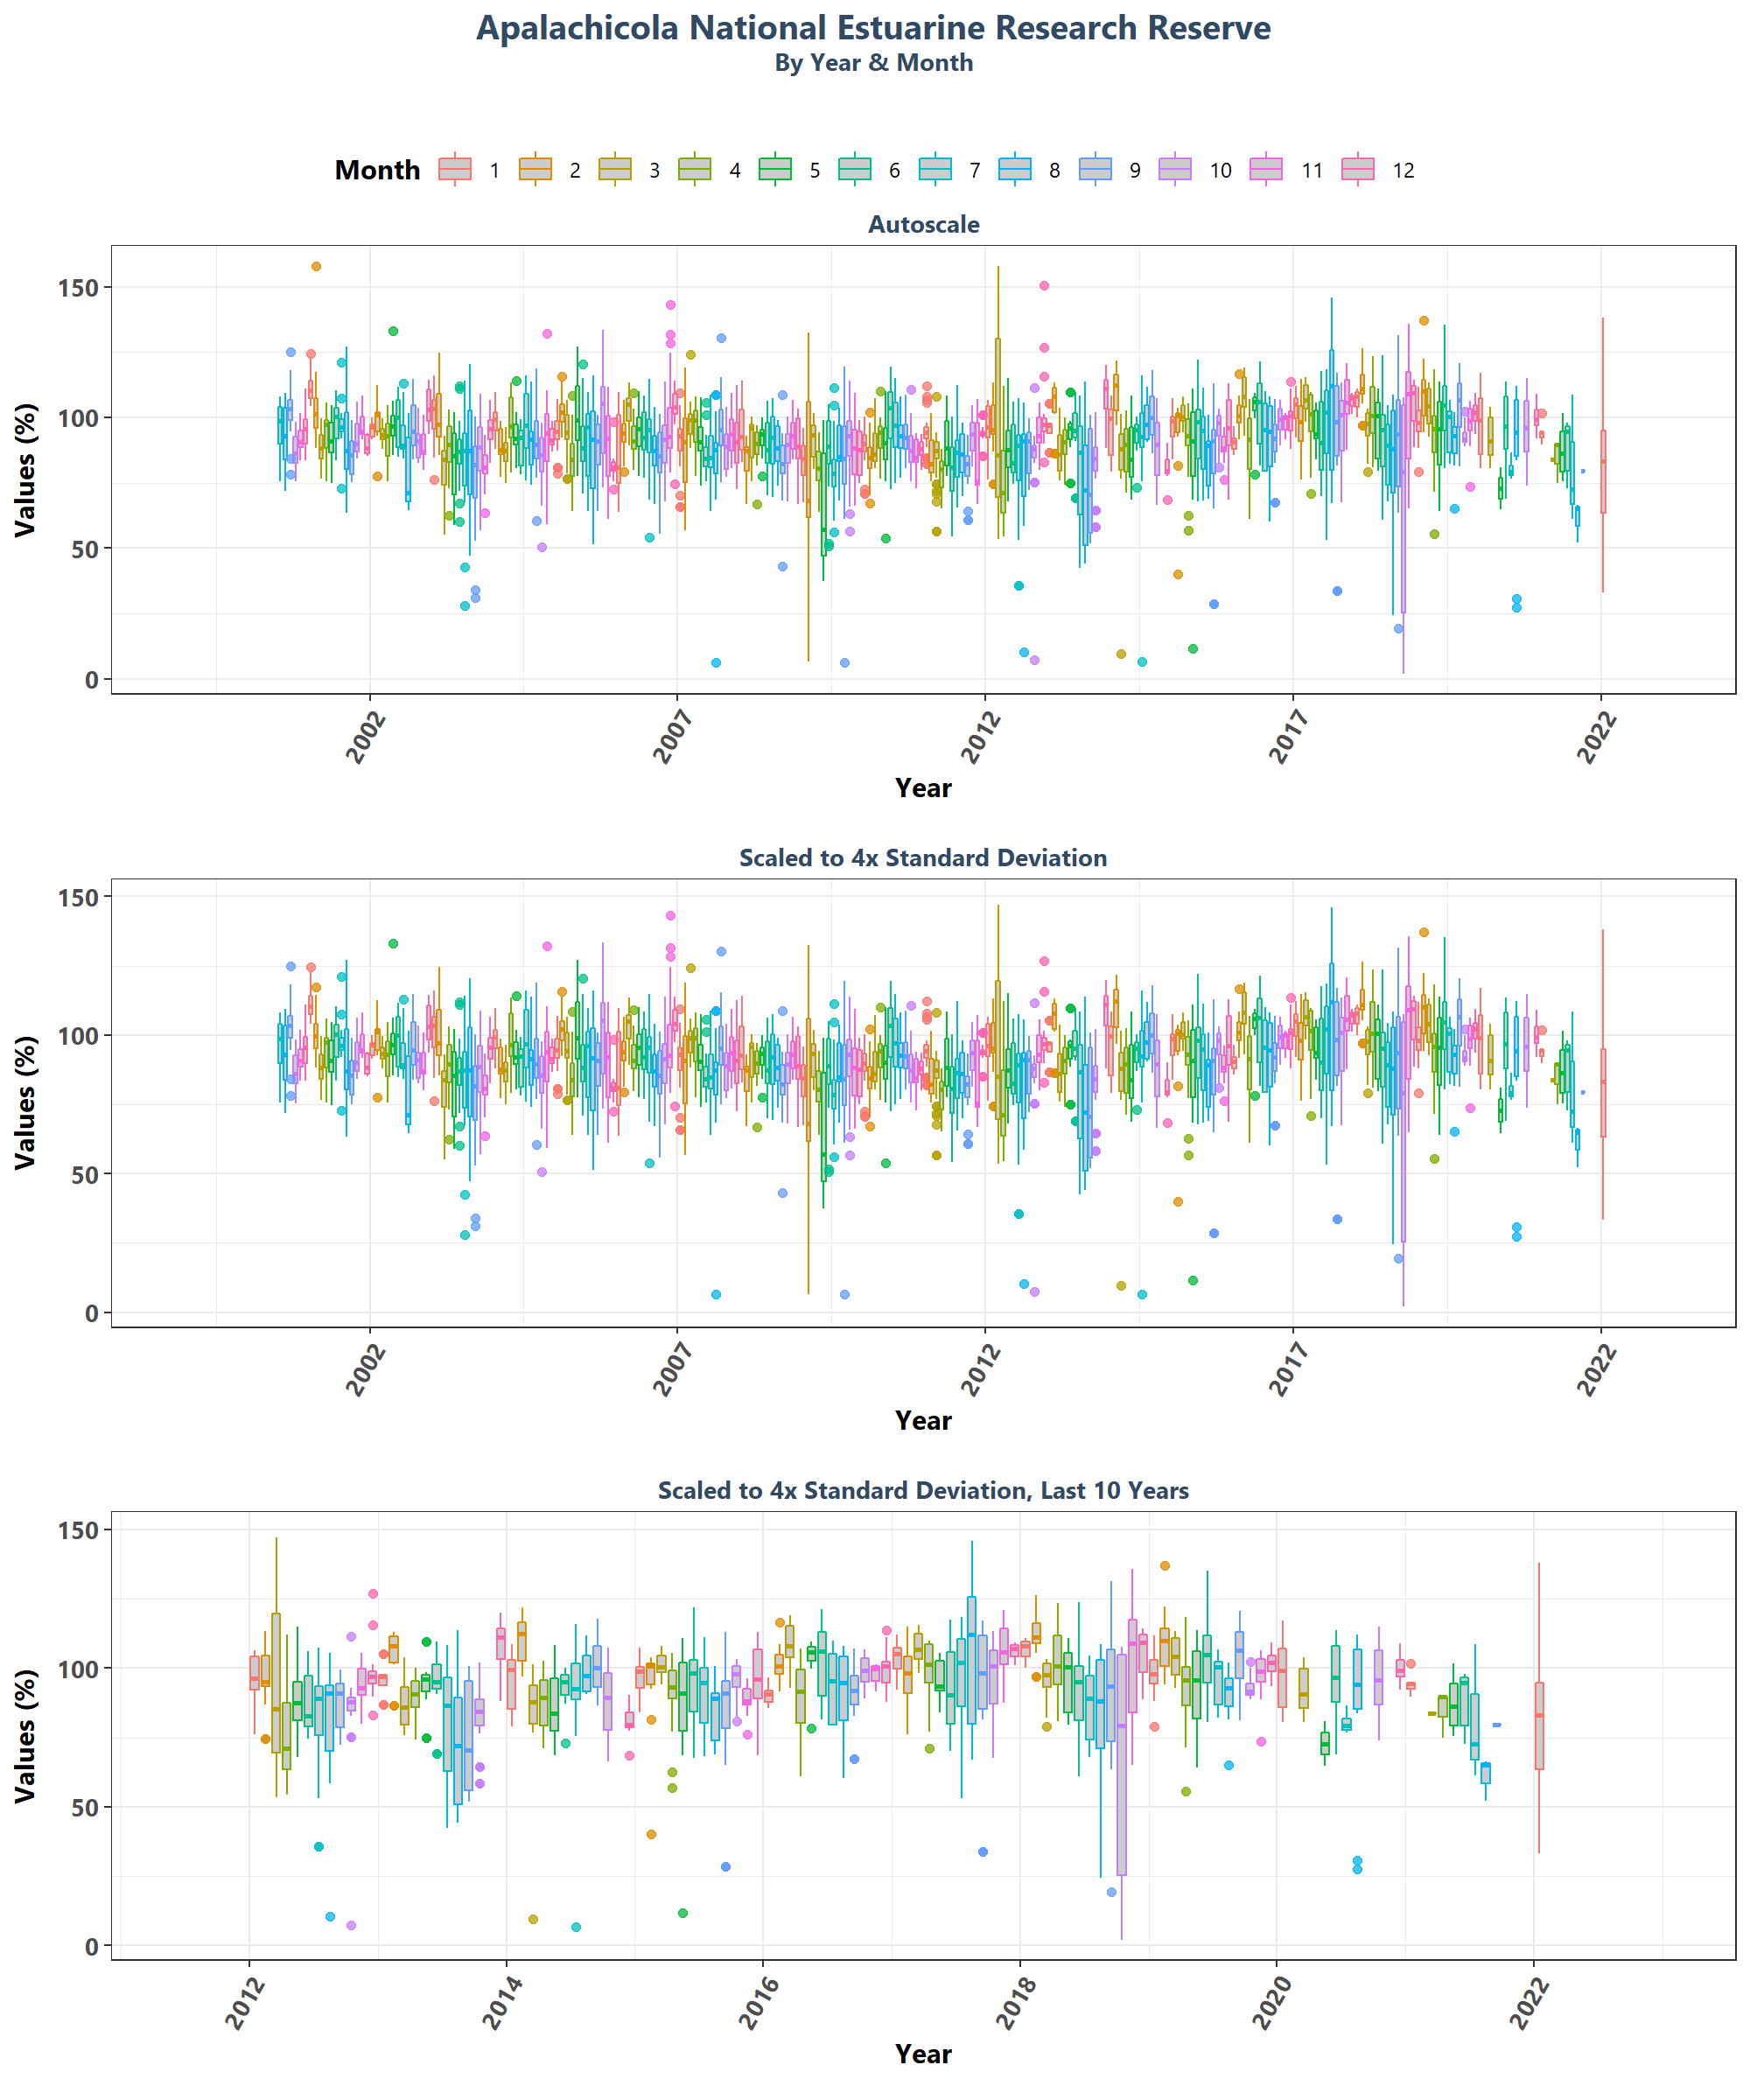 Apalachicola National Estuarine Research Reserve
By Year & Month
Month 1 2 3 4 5 6 7 8 9 10 11 12
Autoscale
Values (%)
150
100
50
0
2002 2007 2012 2017 2022
Year
Scaled to 4x Standard Deviation
Values (%)
150
100
50
0
2002 2007 2012 2017 2022
Year
Scaled to 4x Standard Deviation, Last 10 Years
Values (%)
150
100
50
0
2012 2014 2016 2018 2020 2022
Year